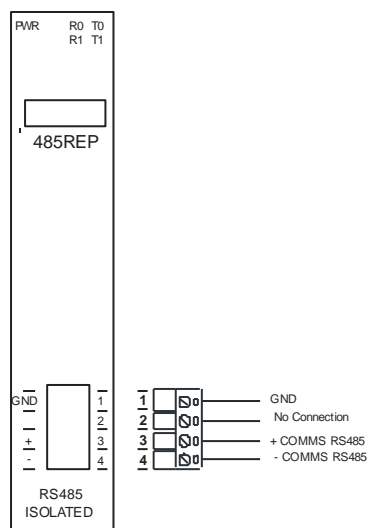 PWR R0 T0
R1 T1
485REP
GND 1
2
+ 3
- 4
RS485
ISOLATED
1 GND
2 No Connection
3 + COMMS RS485
4 - COMMS RS485